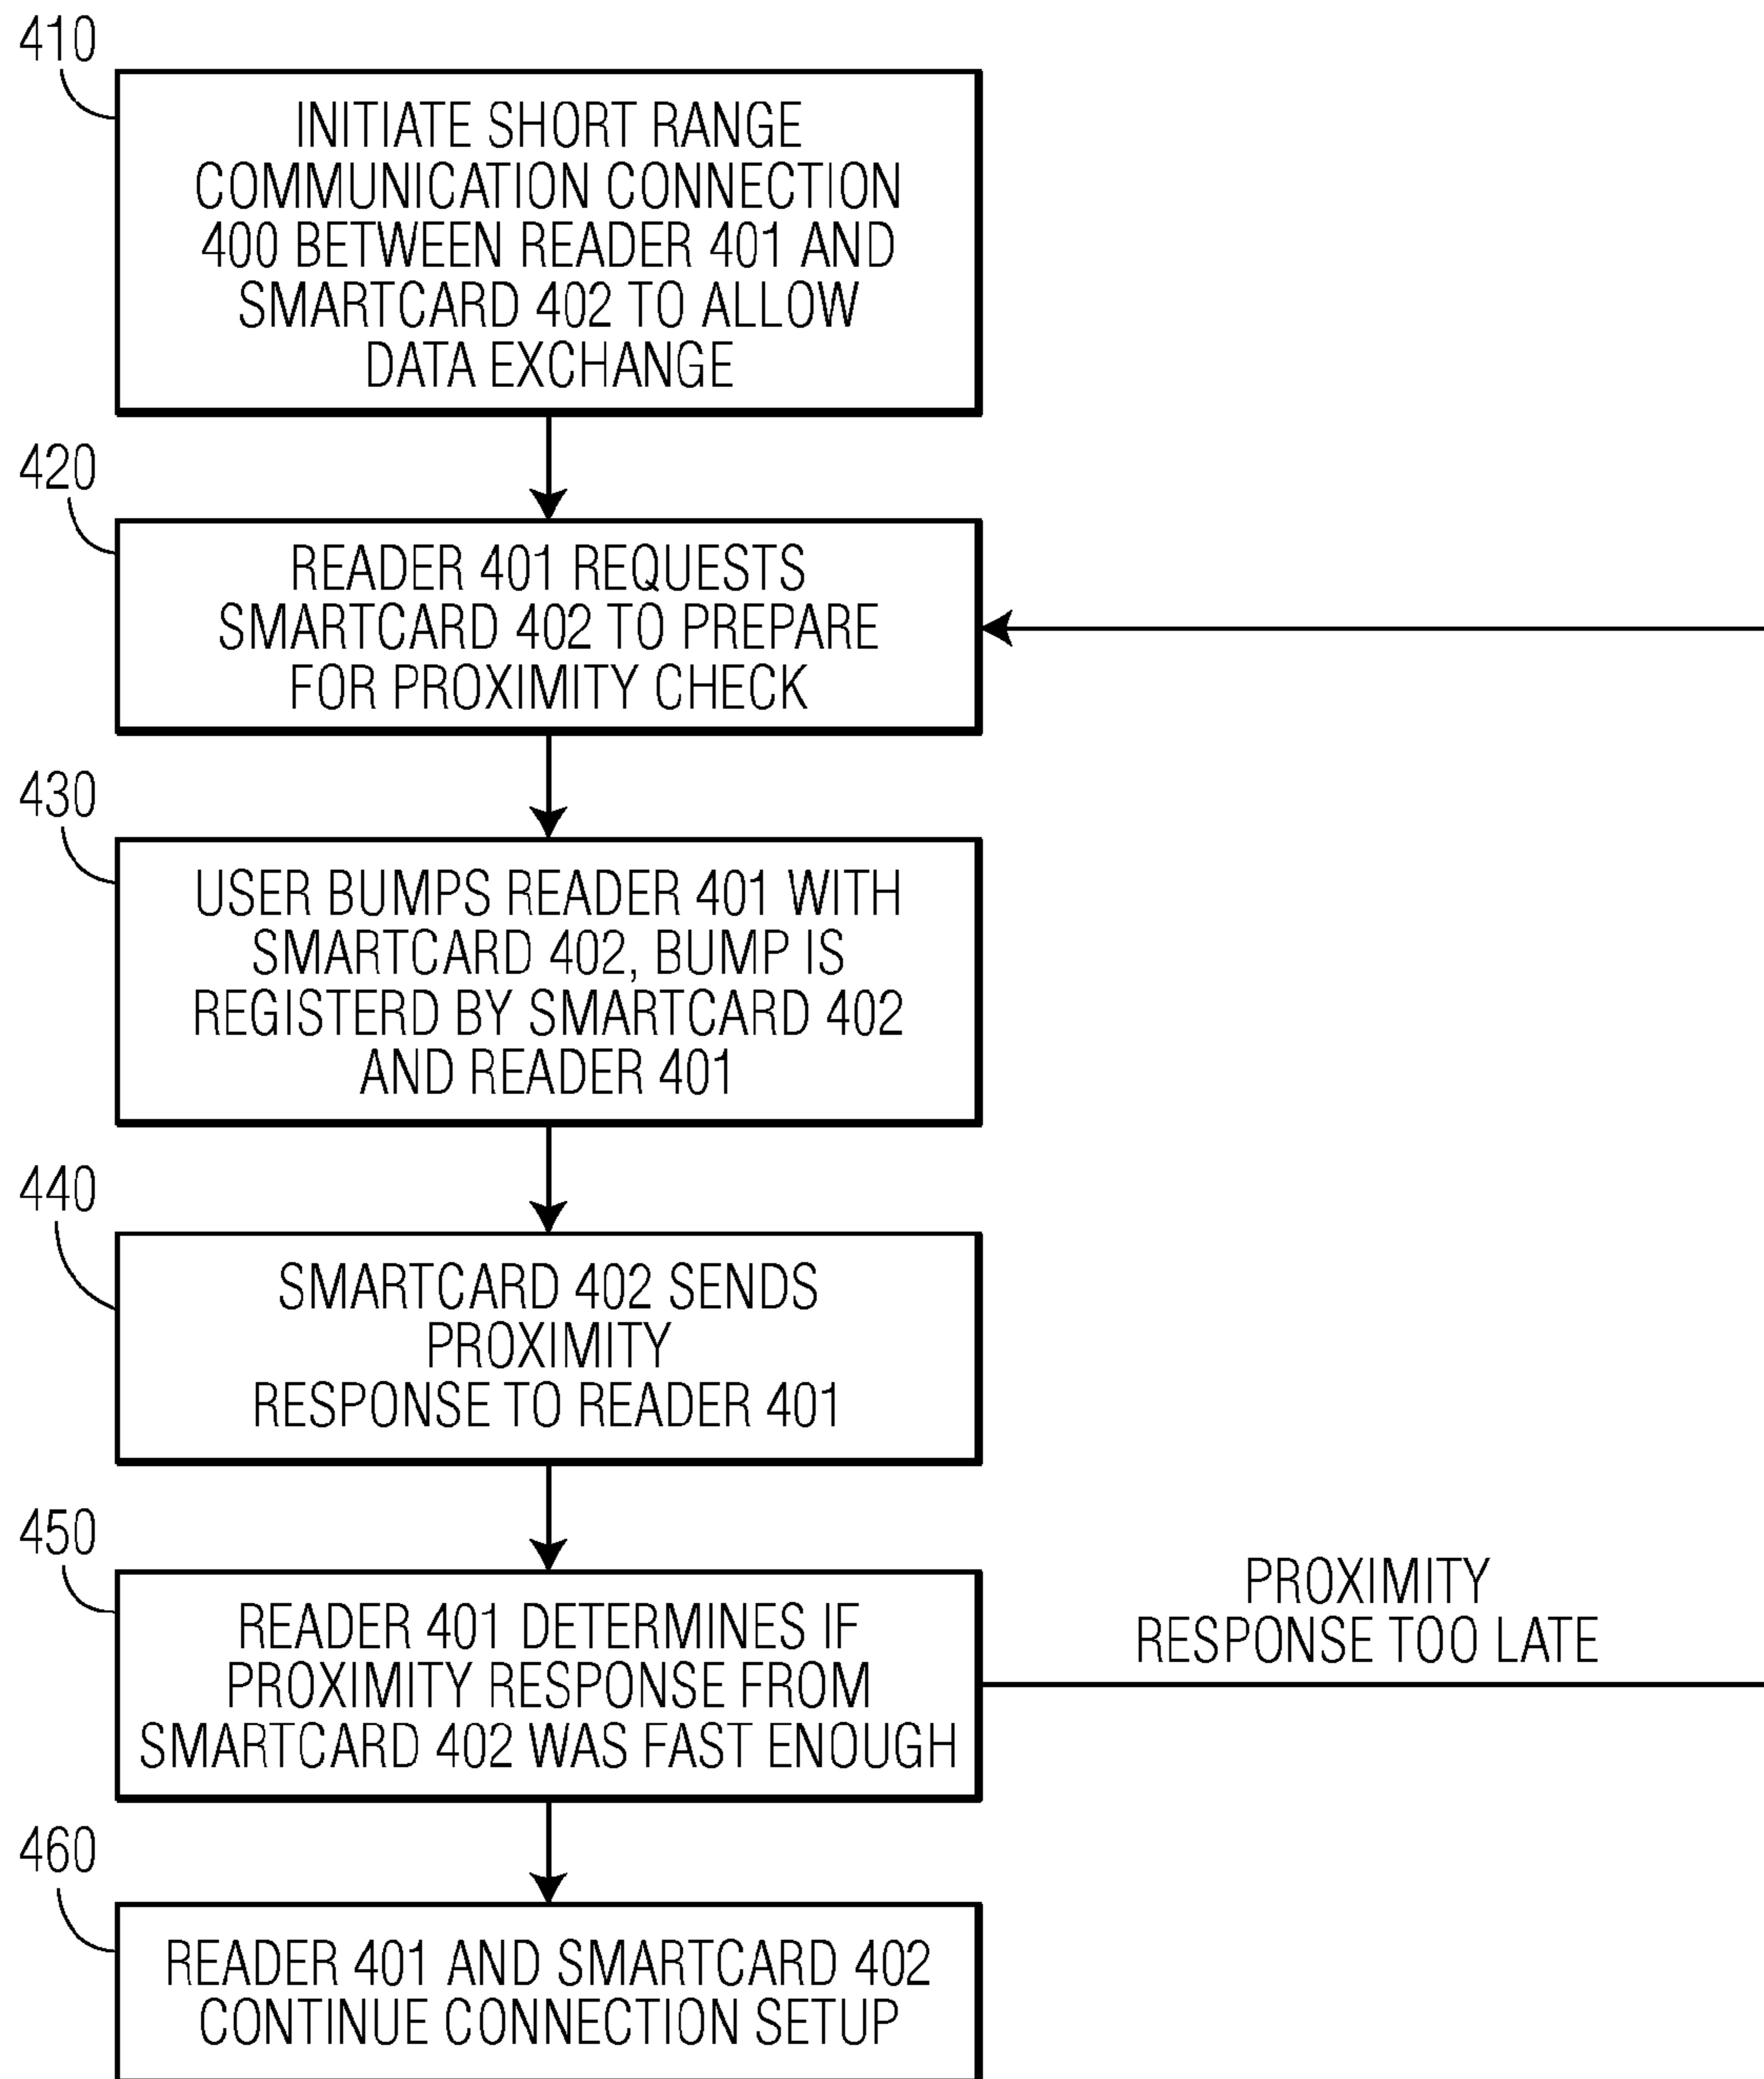 410
INITIATE SHORT RANGE
COMMUNICATION CONNECTION
400 BETWEEN READER 401 AND
SMARTCARD 402 TO ALLOW
DATA EXCHANGE
420
READER 401 REQUESTS
SMARTCARD 402 TO PREPARE
FOR PROXIMITY CHECK
430
USER BUMPS READER 401 WITH
SMARTCARD 402, BUMP IS
REGISTERD BY SMARTCARD 402
AND READER 401
440
SMARTCARD 402 SENDS
PROXIMITY
RESPONSE TO READER 401
450
READER 401 DETERMINES IF
PROXIMITY RESPONSE FROM
SMARTCARD 402 WAS FAST ENOUGH
PROXIMITY
RESPONSE TOO LATE
460
READER 401 AND SMARTCARD 402
CONTINUE CONNECTION SETUP